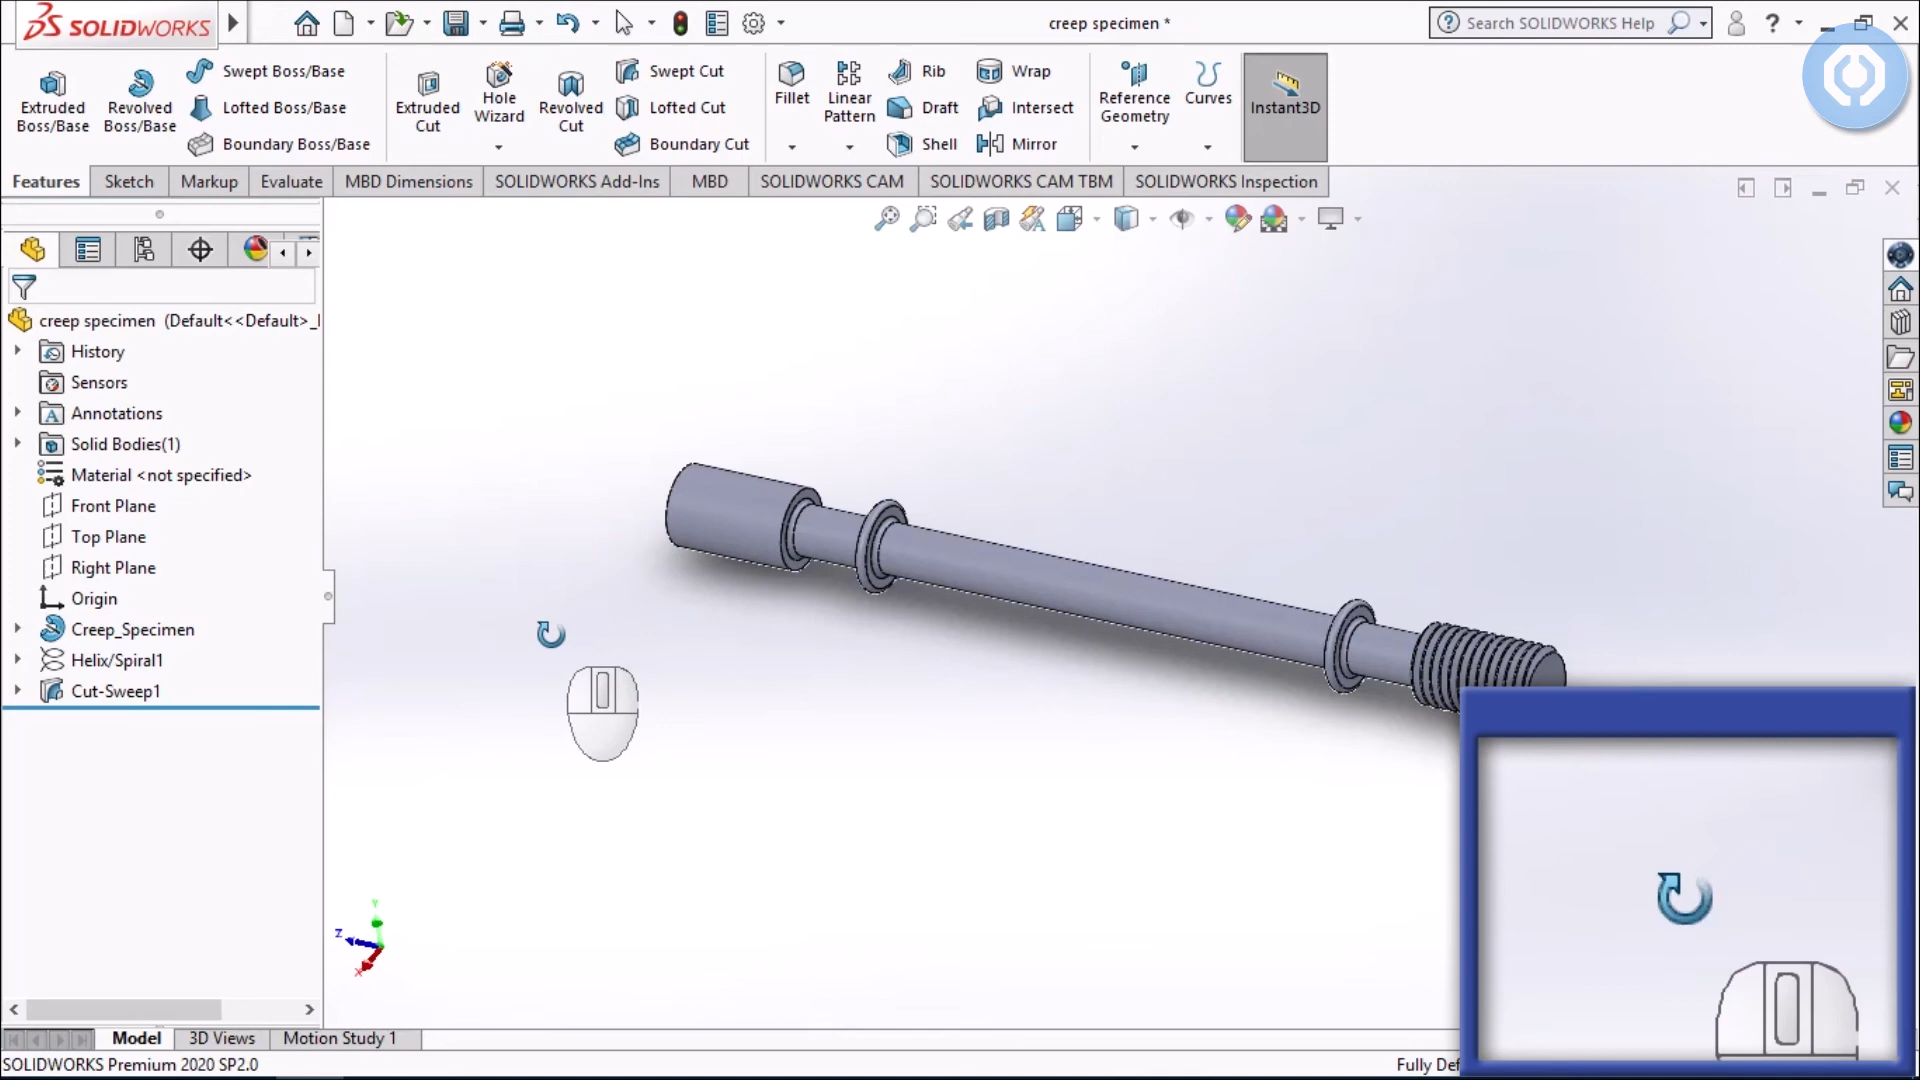 SOLIDWORKS
creep specimen *
Search SOLIDWORKS Help
?
Extruded
Boss/Base
Revolved
Boss/Base
Swept Boss/Base
Lofted Boss/Base
Boundary Boss/Base
Extruded
Cut
Hole
Wizard
Revolved
Cut
Swept Cut
Lofted Cut
Boundary Cut
Fillet
Linear
Pattern
Rib
Draft
Shell
Wrap
Intersect
Mirror
Reference
Geometry
Curves
Instant3D
Features
Sketch
Markup
Evaluate
MBD Dimensions
SOLIDWORKS Add-Ins
MBD
SOLIDWORKS CAM
SOLIDWORKS CAM TBM
SOLIDWORKS Inspection
creep specimen (Default<<Default>_
History
Sensors
Annotations
Solid Bodies(1)
Material <not specified>
Front Plane
Top Plane
Right Plane
Origin
Creep_Specimen
Helix/Spiral1
Cut-Sweep1
Y
Z
X
Model
3D Views
Motion Study 1
SOLIDWORKS Premium 2020 SP2.0
Fully Def